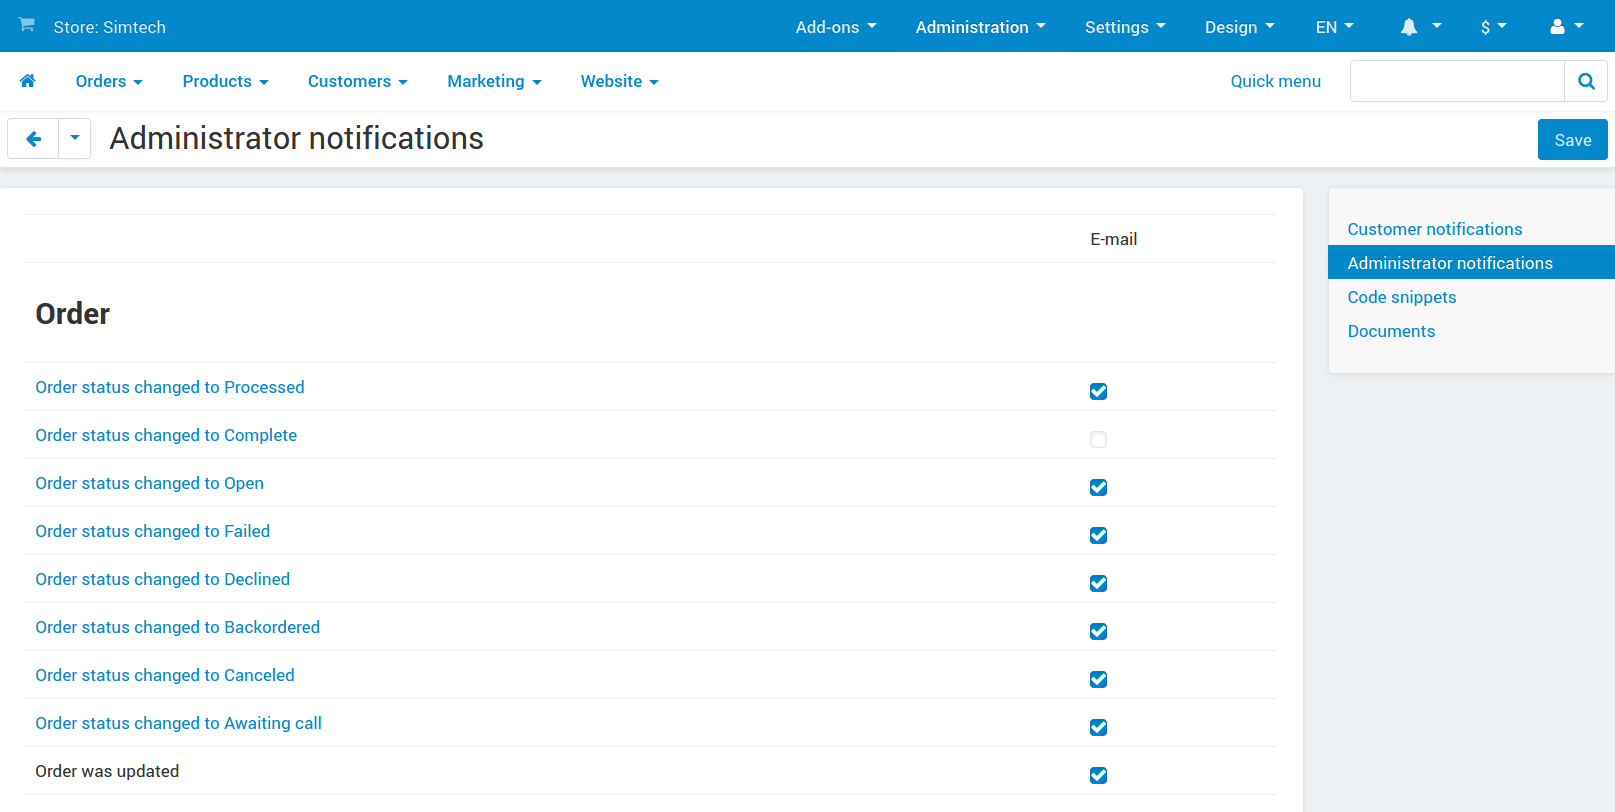 Store: Simtech
Add-ons Administration Settings Design EN $
Orders Products Customers Marketing Website Quick menu
Administrator notifications Save
E-mail
Order
Order status changed to Processed
Order status changed to Complete
Order status changed to Open
Order status changed to Failed
Order status changed to Declined
Order status changed to Backordered
Order status changed to Canceled
Order status changed to Awaiting call
Order was updated
Customer notifications
Administrator notifications
Code snippets
Documents